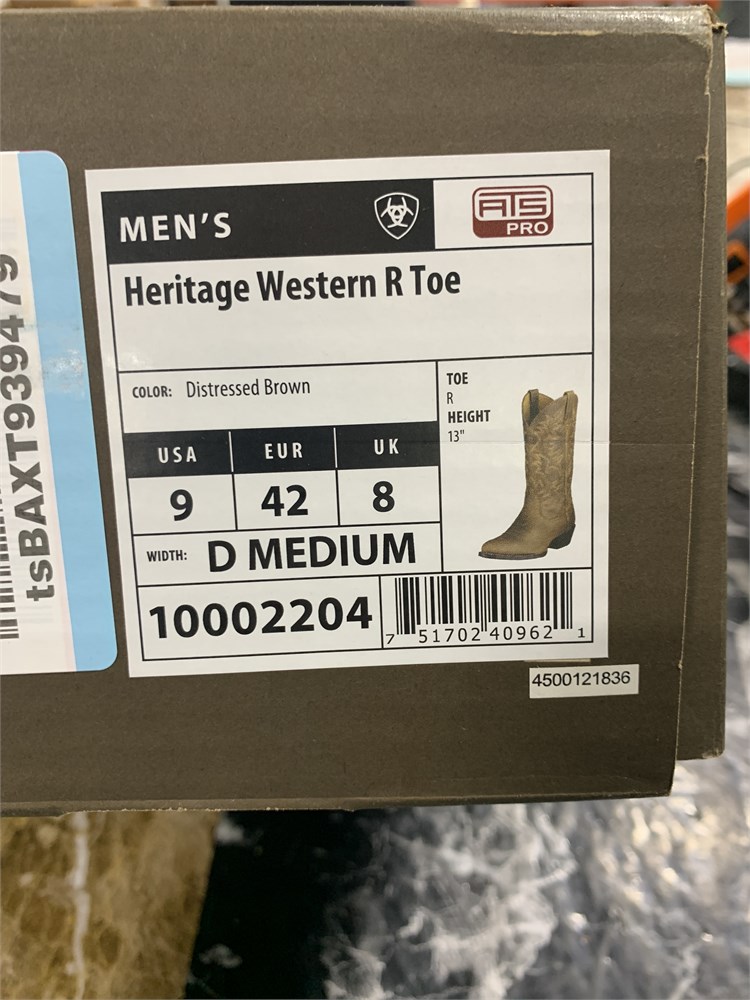 MEN'S
ATS
PRO
Heritage Western R Toe
COLOR: Distressed Brown
TOE
R
HEIGHT
13"
USA EUR UK
9 42 8
WIDTH: D MEDIUM
10002204
7 51702 40962 1
4500121836
tsBAXT939479